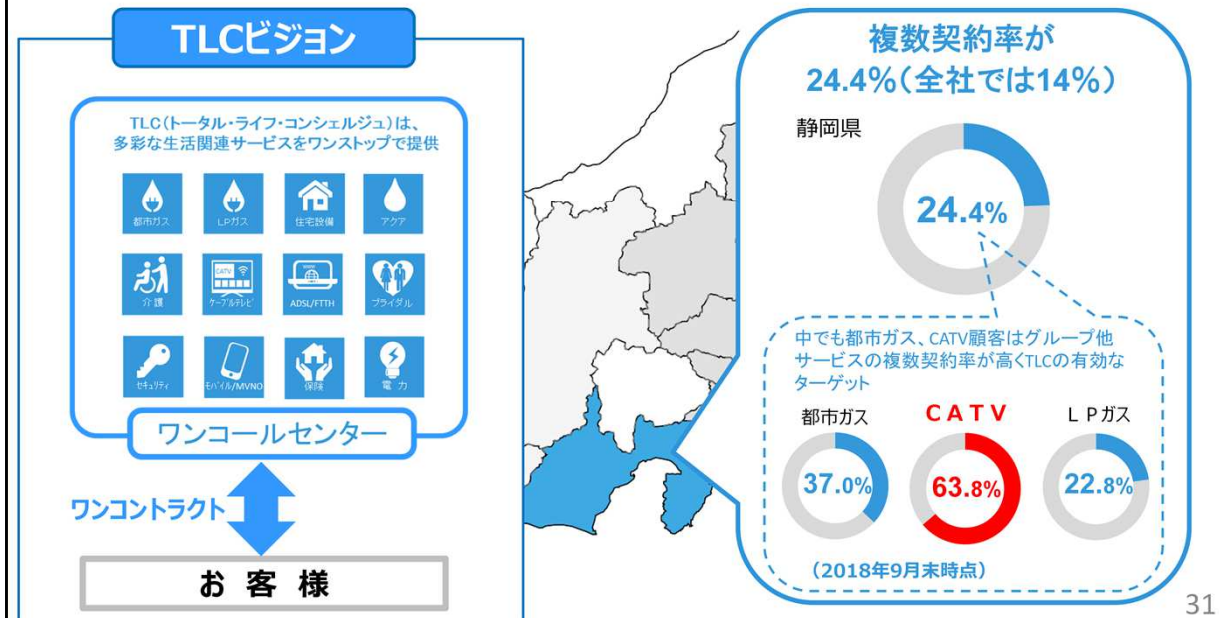 TLCビジョン
TLC(トータル・ライフ・コンシェルジュ)は、
多彩な生活関連サービスをワンストップで提供
都市ガス
LPガス
住宅設備
アクア
介護
CATV
ケーブルテレビ
ADSL/FTTH
ブライダル
セキュリティ
モバイル/MVNO
保険
電力
ワンコールセンター
ワンコントラクト
お客様
複数契約率が
24.4%(全社では14%)
静岡県
24.4%
中でも都市ガス、CATV顧客はグループ他
サービスの複数契約率が高くTLCの有効な
ターゲット
都市ガス
CATV
LPガス
37.0%
63.8%
22.8%
(2018年9月末時点)
31